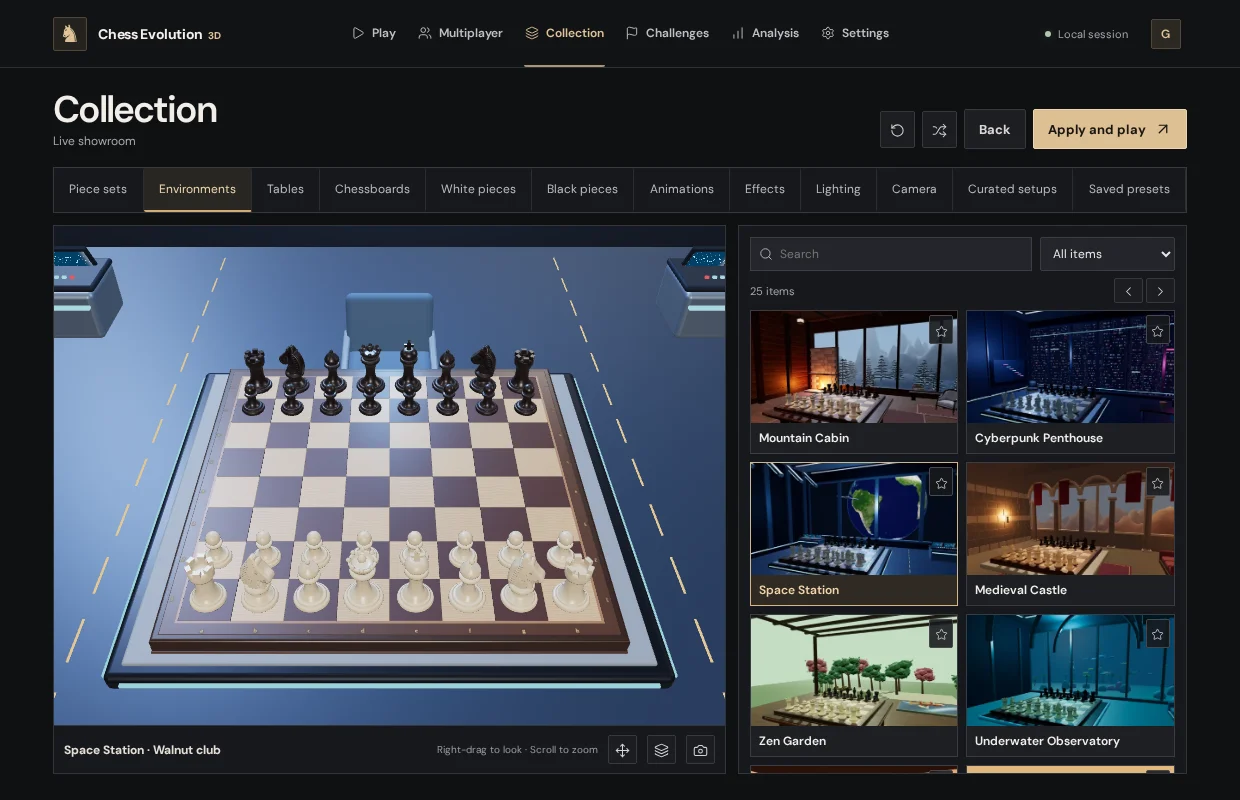 Chess Evolution 3D
Play
Multiplayer
Collection
Challenges
Analysis
Settings
Local session
G
Collection
Live showroom
Back
Apply and play
Piece sets
Environments
Tables
Chessboards
White pieces
Black pieces
Animations
Effects
Lighting
Camera
Curated setups
Saved presets
Search
All items
25 items
Mountain Cabin
Cyberpunk Penthouse
Space Station
Medieval Castle
Zen Garden
Underwater Observatory
a b c d e f g h
Space Station · Walnut club
Right-drag to look · Scroll to zoom